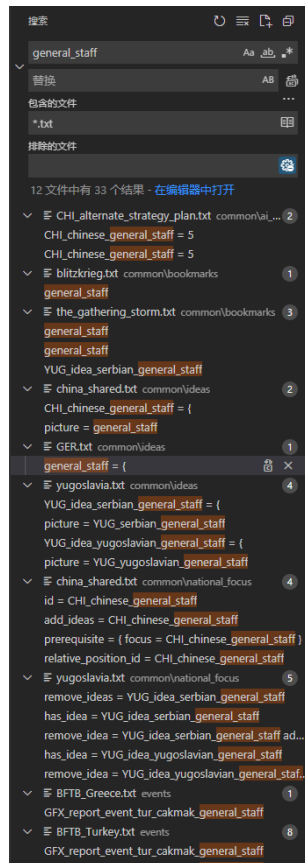 搜索
general_staff
Aa ab, .*
替换
AB
...
包含的文件
*.txt
排除的文件
12 文件中有 33 个结果 - 在编辑器中打开
CHI_alternate_strategy_plan.txt common\ai_... 2
CHI_chinese_general_staff = 5
CHI_chinese_general_staff = 5
blitzkrieg.txt common\bookmarks 1
general_staff
the_gathering_storm.txt common\bookmarks 3
general_staff
general_staff
YUG_idea_serbian_general_staff
china_shared.txt common\ideas 2
CHI_chinese_general_staff = {
picture = general_staff
GER.txt common\ideas 1
general_staff = {
yugoslavia.txt common\ideas 4
YUG_idea_serbian_general_staff = {
picture = YUG_serbian_general_staff
YUG_idea_yugoslavian_general_staff = {
picture = YUG_yugoslavian_general_staff
china_shared.txt common\national_focus 4
id = CHI_chinese_general_staff
add_ideas = CHI_chinese_general_staff
prerequisite = { focus = CHI_chinese_general_staff }
relative_position_id = CHI_chinese_general_staff
yugoslavia.txt common\national_focus 5
remove_ideas = YUG_idea_serbian_general_staff
has_idea = YUG_idea_serbian_general_staff
remove_idea = YUG_idea_serbian_general_staff ad...
has_idea = YUG_idea_yugoslavian_general_staff
remove_idea = YUG_idea_yugoslavian_general_staf...
BFTB_Greece.txt events 1
GFX_report_event_tur_cakmak_general_staff
BFTB_Turkey.txt events 8
GFX_report_event_tur_cakmak_general_staff